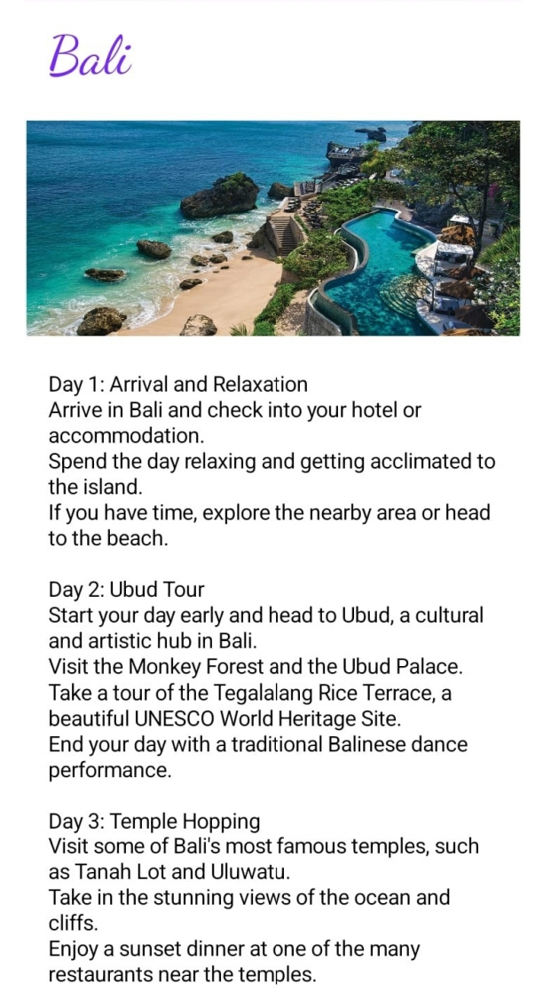 Bali
Day 1: Arrival and Relaxation
Arrive in Bali and check into your hotel or
accommodation.
Spend the day relaxing and getting acclimated to
the island.
If you have time, explore the nearby area or head
to the beach.
Day 2: Ubud Tour
Start your day early and head to Ubud, a cultural
and artistic hub in Bali.
Visit the Monkey Forest and the Ubud Palace.
Take a tour of the Tegalalang Rice Terrace, a
beautiful UNESCO World Heritage Site.
End your day with a traditional Balinese dance
performance.
Day 3: Temple Hopping
Visit some of Bali's most famous temples, such
as Tanah Lot and Uluwatu.
Take in the stunning views of the ocean and
cliffs.
Enjoy a sunset dinner at one of the many
restaurants near the temples.